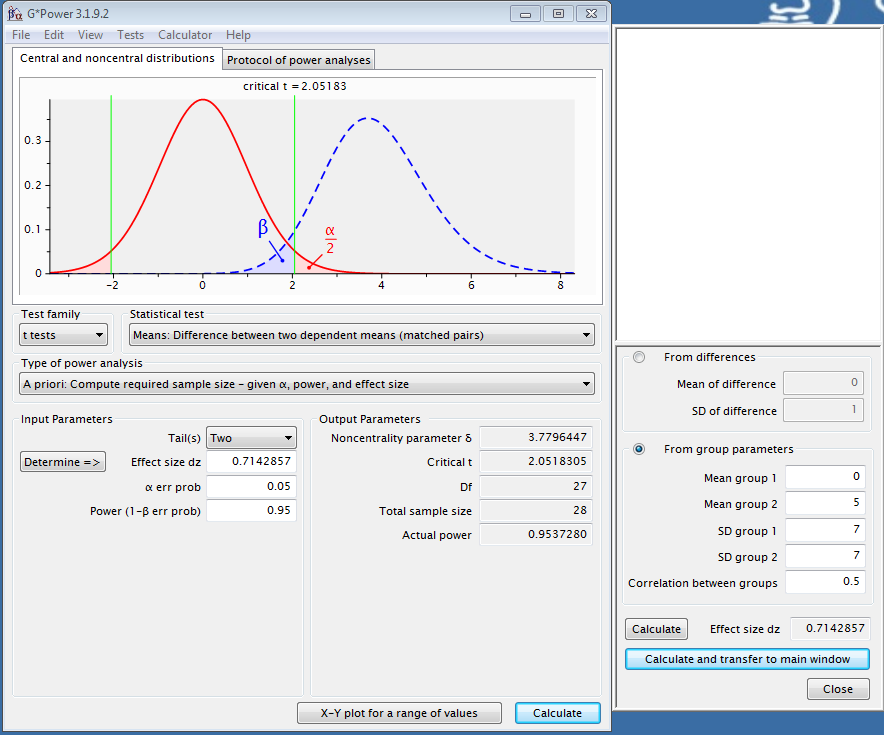 G*Power 3.1.9.2
File Edit View Tests Calculator Help
Central and noncentral distributions Protocol of power analyses
critical t = 2.05183
0.3
0.2
0.1
0
β
α
2
-2 0 2 4 6 8
Test family Statistical test
t tests Means: Difference between two dependent means (matched pairs)
Type of power analysis
A priori: Compute required sample size - given α, power, and effect size
Input Parameters
Tail(s) Two
Determine => Effect size dz 0.7142857
α err prob 0.05
Power (1-β err prob) 0.95
Output Parameters
Noncentrality parameter δ 3.7796447
Critical t 2.0518305
Df 27
Total sample size 28
Actual power 0.9537280
X-Y plot for a range of values Calculate
From differences
Mean of difference 0
SD of difference 1
From group parameters
Mean group 1 0
Mean group 2 5
SD group 1 7
SD group 2 7
Correlation between groups 0.5
Calculate Effect size dz 0.7142857
Calculate and transfer to main window
Close